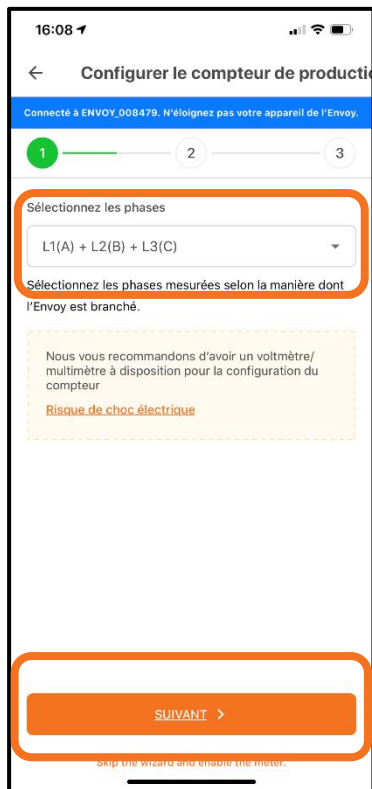 16:08
Configurer le compteur de producti
Connecté à ENVOY_008479. N'éloignez pas votre appareil de l'Envoy.
1 2 3
Sélectionnez les phases
L1(A) + L2(B) + L3(C)
Sélectionnez les phases mesurées selon la manière dont
l'Envoy est branché.
Nous vous recommandons d'avoir un voltmètre/
multimètre à disposition pour la configuration du
compteur
Risque de choc électrique
SUIVANT >
Skip the wizard and enable the meter.